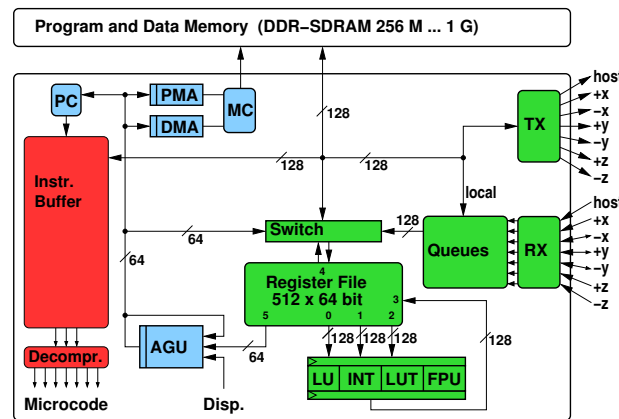 Program and Data Memory (DDR−SDRAM 256 M ... 1 G)
PC
PMA
DMA
MC
128
TX
host
+x
−x
+y
−y
+z
−z
Instr.
Buffer
128
128
local
64
Switch
128
Queues
RX
host
+x
−x
+y
−y
+z
−z
64
4
Register File
512 x 64 bit
3
5
0
1
2
AGU
64
128
128
128
128
Decompr.
LU
INT
LUT
FPU
Microcode
Disp.